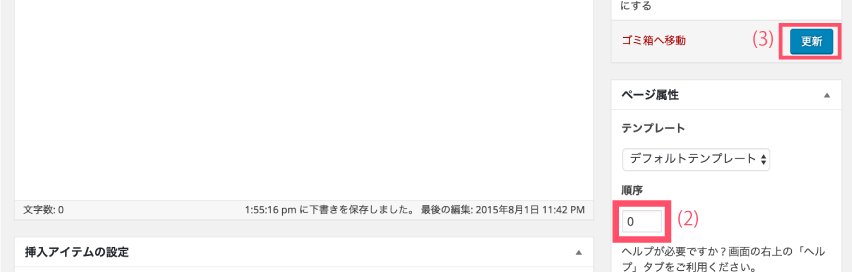 にする
ゴミ箱へ移動 (3) 更新
ページ属性
テンプレート
デフォルトテンプレート
順序
0 (2)
ヘルプが必要ですか？画面の右上の「ヘル
プ」タブをご利用ください。
文字数: 0 1:55:16 pm に下書きを保存しました。 最後の編集: 2015年8月1日 11:42 PM
挿入アイテムの設定